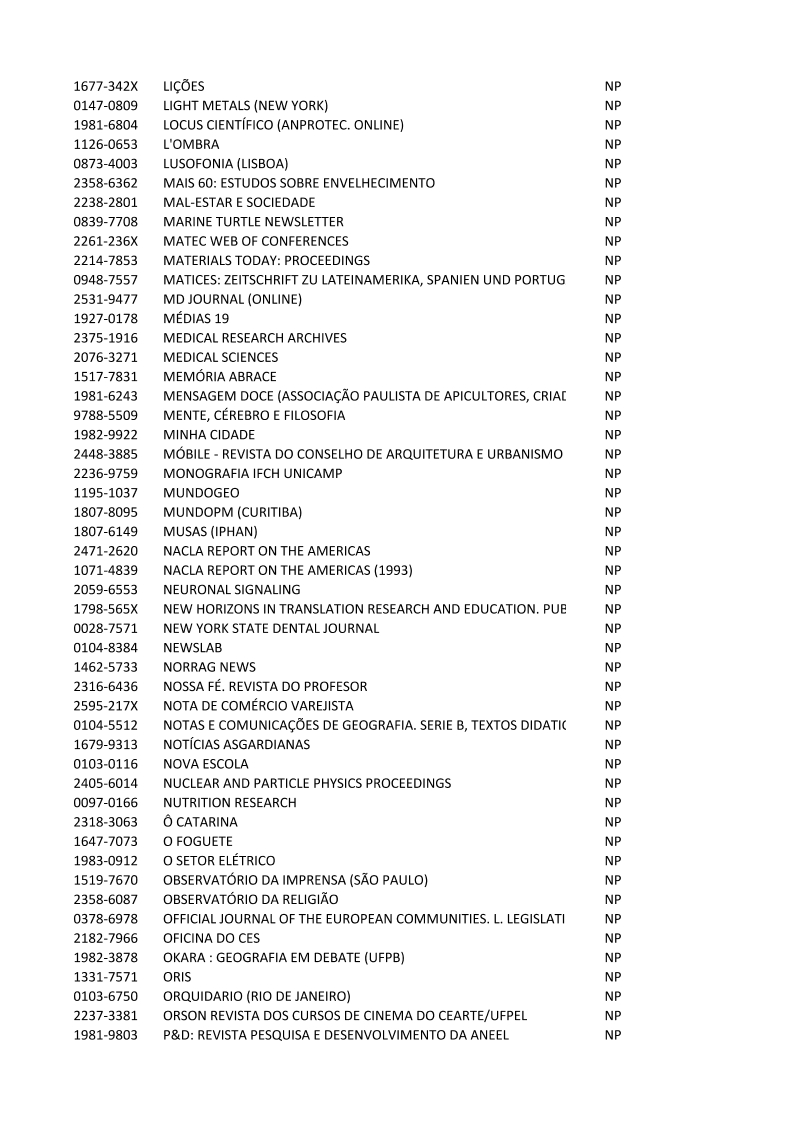 1677-342X LIÇÕES NP
0147-0809 LIGHT METALS (NEW YORK) NP
1981-6804 LOCUS CIENTÍFICO (ANPROTEC. ONLINE) NP
1126-0653 L'OMBRA NP
0873-4003 LUSOFONIA (LISBOA) NP
2358-6362 MAIS 60: ESTUDOS SOBRE ENVELHECIMENTO NP
2238-2801 MAL-ESTAR E SOCIEDADE NP
0839-7708 MARINE TURTLE NEWSLETTER NP
2261-236X MATEC WEB OF CONFERENCES NP
2214-7853 MATERIALS TODAY: PROCEEDINGS NP
0948-7557 MATICES: ZEITSCHRIFT ZU LATEINAMERIKA, SPANIEN UND PORTUG NP
2531-9477 MD JOURNAL (ONLINE) NP
1927-0178 MÉDIAS 19 NP
2375-1916 MEDICAL RESEARCH ARCHIVES NP
2076-3271 MEDICAL SCIENCES NP
1517-7831 MEMÓRIA ABRACE NP
1981-6243 MENSAGEM DOCE (ASSOCIAÇÃO PAULISTA DE APICULTORES, CRIAD NP
9788-5509 MENTE, CÉREBRO E FILOSOFIA NP
1982-9922 MINHA CIDADE NP
2448-3885 MÓBILE - REVISTA DO CONSELHO DE ARQUITETURA E URBANISMO NP
2236-9759 MONOGRAFIA IFCH UNICAMP NP
1195-1037 MUNDOGEO NP
1807-8095 MUNDOPM (CURITIBA) NP
1807-6149 MUSAS (IPHAN) NP
2471-2620 NACLA REPORT ON THE AMERICAS NP
1071-4839 NACLA REPORT ON THE AMERICAS (1993) NP
2059-6553 NEURONAL SIGNALING NP
1798-565X NEW HORIZONS IN TRANSLATION RESEARCH AND EDUCATION. PUB NP
0028-7571 NEW YORK STATE DENTAL JOURNAL NP
0104-8384 NEWSLAB NP
1462-5733 NORRAG NEWS NP
2316-6436 NOSSA FÉ. REVISTA DO PROFESOR NP
2595-217X NOTA DE COMÉRCIO VAREJISTA NP
0104-5512 NOTAS E COMUNICAÇÕES DE GEOGRAFIA. SERIE B, TEXTOS DIDATIC NP
1679-9313 NOTÍCIAS ASGARDIANAS NP
0103-0116 NOVA ESCOLA NP
2405-6014 NUCLEAR AND PARTICLE PHYSICS PROCEEDINGS NP
0097-0166 NUTRITION RESEARCH NP
2318-3063 Ô CATARINA NP
1647-7073 O FOGUETE NP
1983-0912 O SETOR ELÉTRICO NP
1519-7670 OBSERVATÓRIO DA IMPRENSA (SÃO PAULO) NP
2358-6087 OBSERVATÓRIO DA RELIGIÃO NP
0378-6978 OFFICIAL JOURNAL OF THE EUROPEAN COMMUNITIES. L. LEGISLATI NP
2182-7966 OFICINA DO CES NP
1982-3878 OKARA : GEOGRAFIA EM DEBATE (UFPB) NP
1331-7571 ORIS NP
0103-6750 ORQUIDARIO (RIO DE JANEIRO) NP
2237-3381 ORSON REVISTA DOS CURSOS DE CINEMA DO CEARTE/UFPEL NP
1981-9803 P&D: REVISTA PESQUISA E DESENVOLVIMENTO DA ANEEL NP